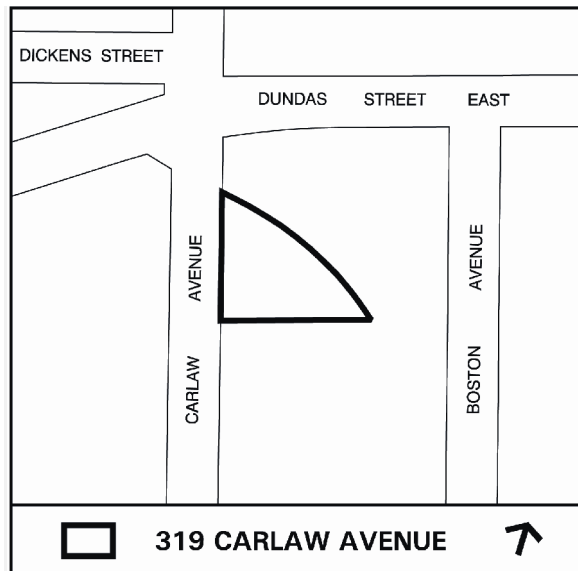 DICKENS STREET
DUNDAS STREET EAST
CARLAW AVENUE
BOSTON AVENUE
319 CARLAW AVENUE